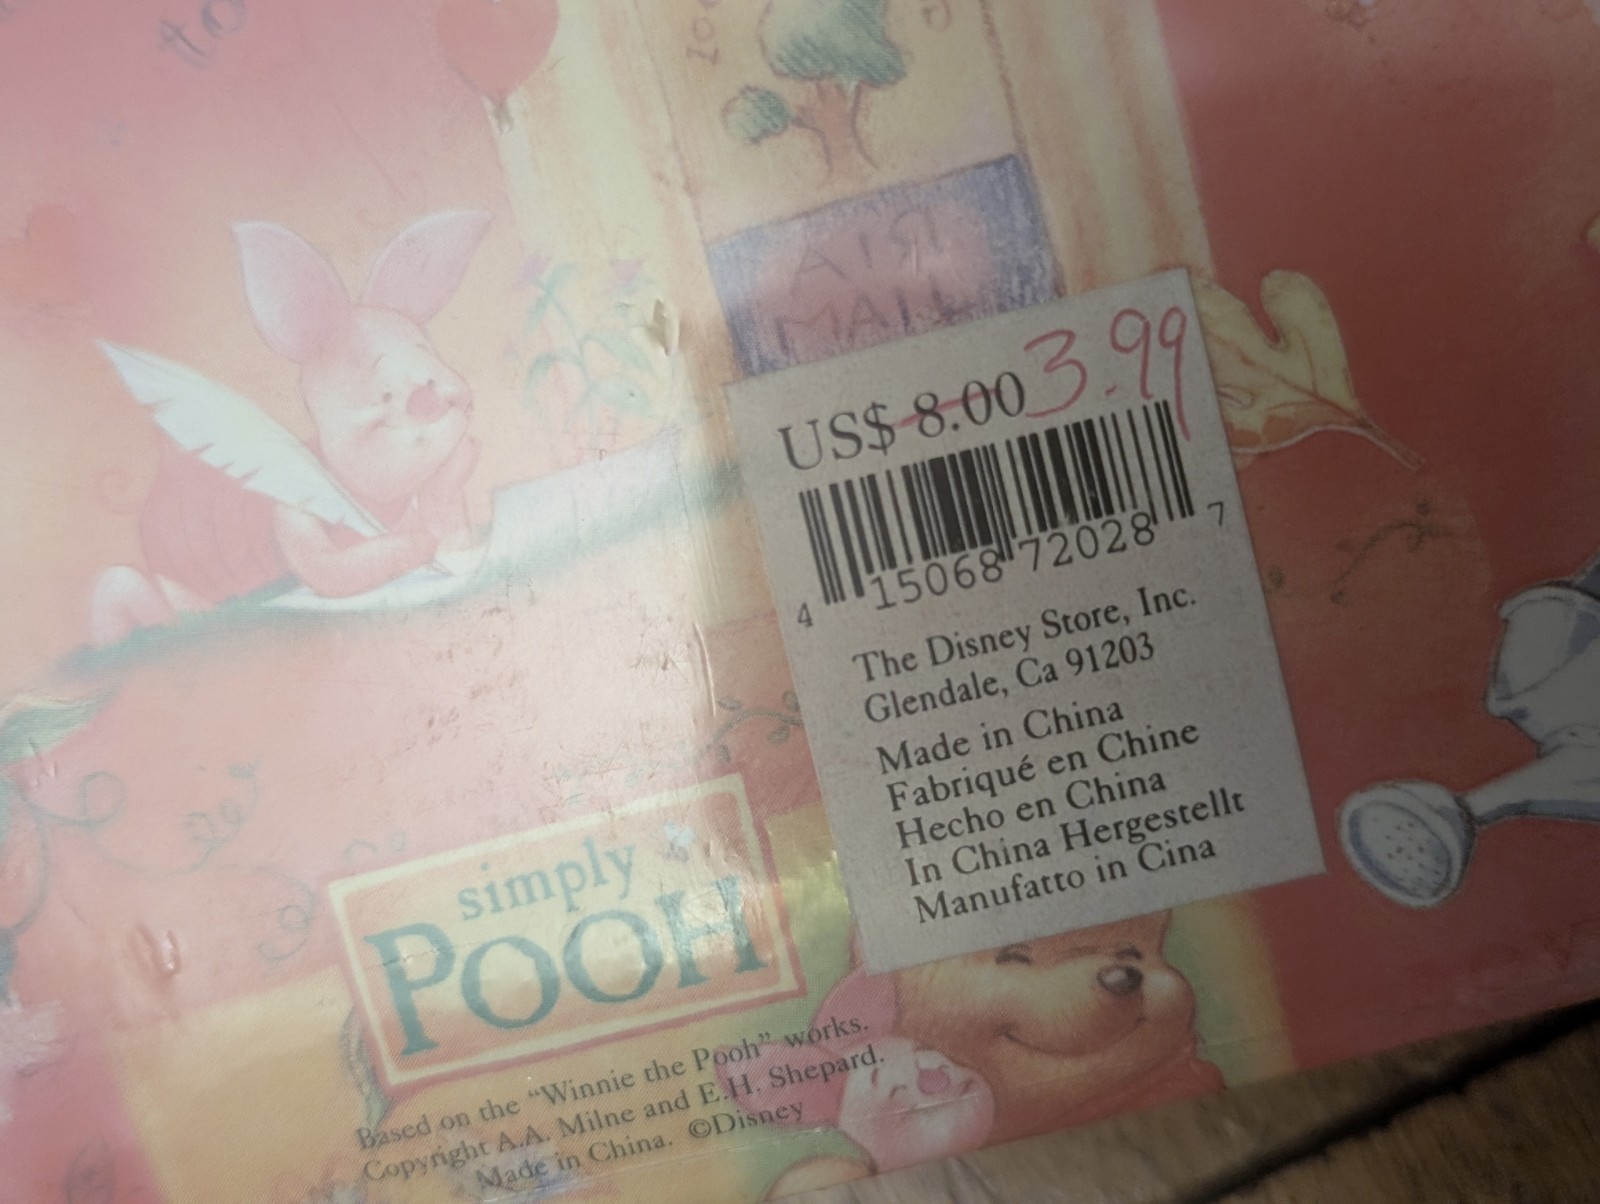 to
AIR
MAIL
US$ 8.00 3.99
4 15068 72028 7
The Disney Store, Inc.
Glendale, Ca 91203
Made in China
Fabriqué en Chine
Hecho en China
In China Hergestellt
Manufatto in Cina
simply
POOH
Based on the “Winnie the Pooh” works.
Copyright A.A. Milne and E.H. Shepard.
Made in China. ©Disney